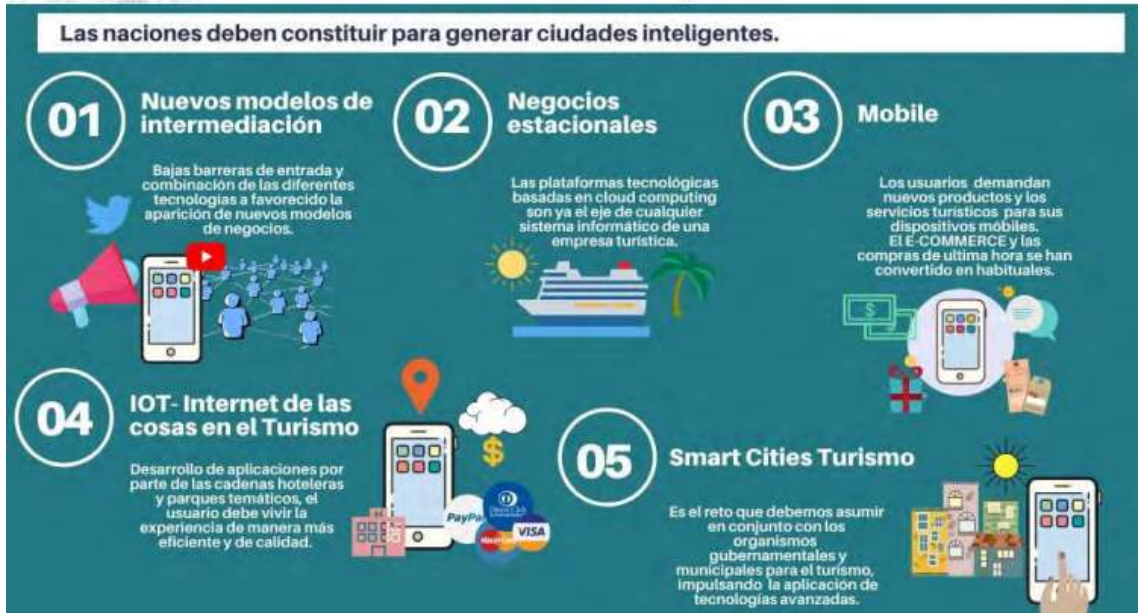 Las naciones deben constituir para generar ciudades inteligentes.
01
Nuevos modelos de
intermediación
Bajas barreras de entrada y
combinación de las diferentes
tecnologías a favorecido la
aparición de nuevos modelos
de negocios.
02
Negocios
estacionales
Las plataformas tecnológicas
basadas en cloud computing
son ya el eje de cualquier
sistema informático de una
empresa turística.
03
Mobile
Los usuarios demandan
nuevos productos y los
servicios turísticos para sus
dispositivos móbiles.
El E-COMMERCE y las
compras de ultima hora se han
convertido en habituales.
04
IOT- Internet de las
cosas en el Turismo
Desarrollo de aplicaciones por
parte de las cadenas hoteleras
y parques temáticos, el
usuario debe vivir la
experiencia de manera más
eficiente y de calidad.
PayPal
VISA
05
Smart Cities Turismo
Es el reto que debemos asumir
en conjunto con los
organismos
gubernamentales y
municipales para el turismo,
impulsando la aplicación de
tecnologías avanzadas.